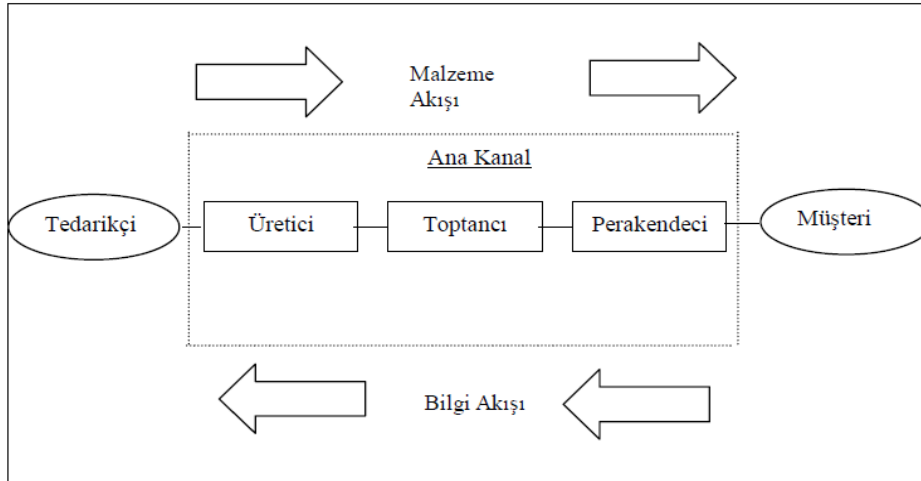 Malzeme
Akışı
Ana Kanal
Tedarikçi
Üretici
Toptancı
Perakendeci
Müşteri
Bilgi Akışı